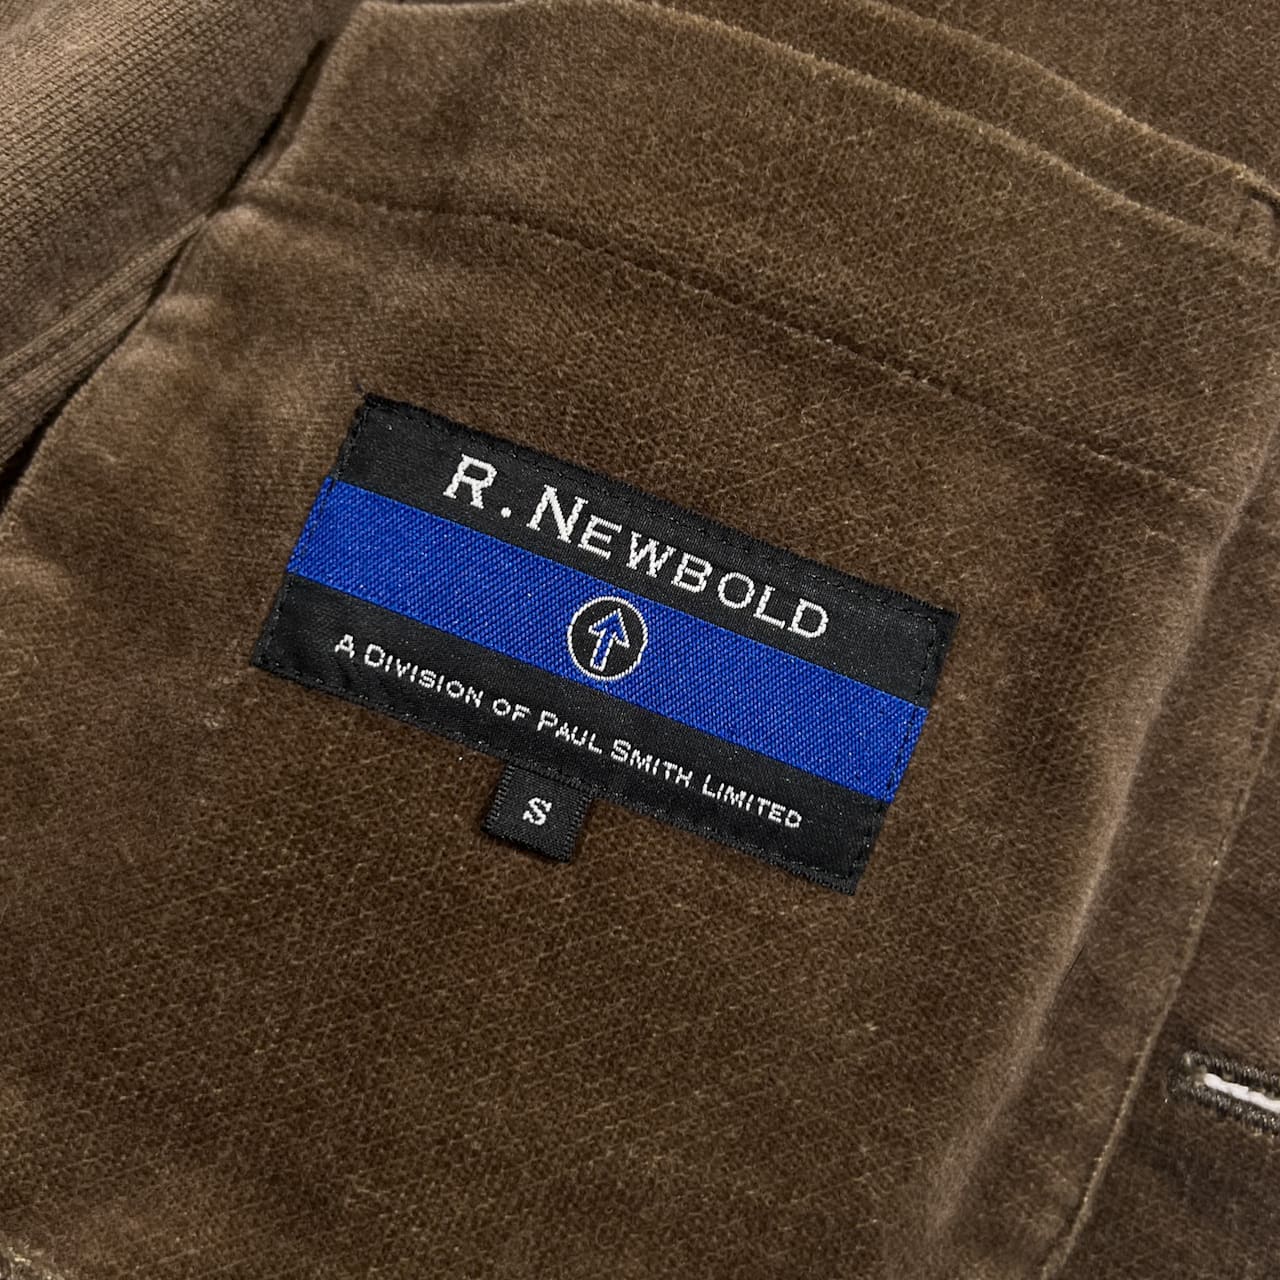 R. NEWBOLD
A DIVISION OF PAUL SMITH LIMITED
S